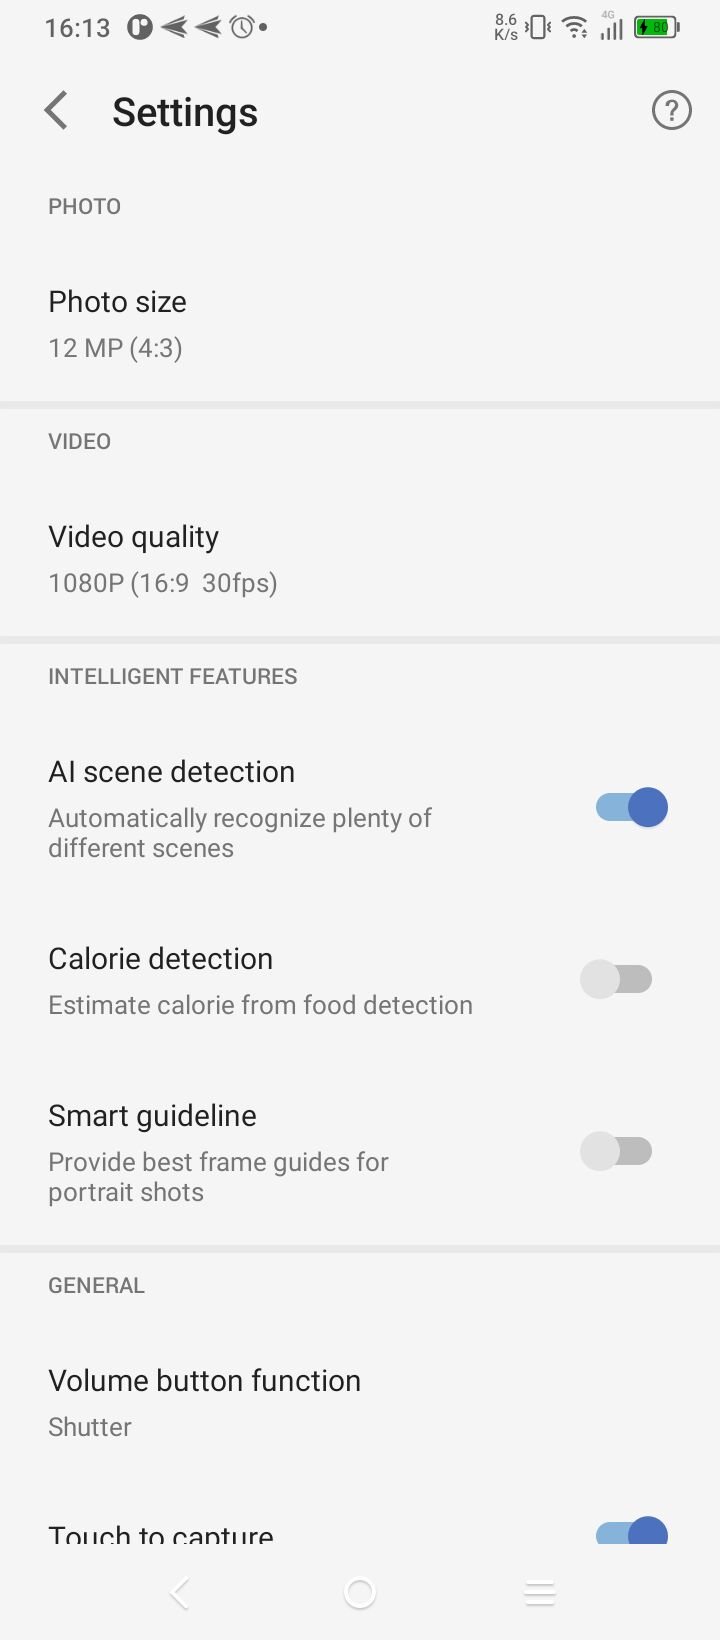 16:13
8.6
K/s
4G
80
Settings
PHOTO
Photo size
12 MP (4:3)
VIDEO
Video quality
1080P (16:9  30fps)
INTELLIGENT FEATURES
AI scene detection
Automatically recognize plenty of
different scenes
Calorie detection
Estimate calorie from food detection
Smart guideline
Provide best frame guides for
portrait shots
GENERAL
Volume button function
Shutter
Touch to capture